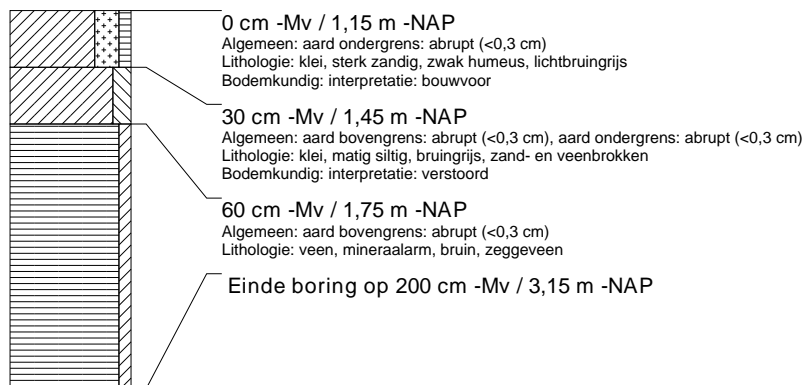 0 cm -Mv / 1,15 m -NAP
Algemeen: aard ondergrens: abrupt (<0,3 cm)
Lithologie: klei, sterk zandig, zwak humeus, lichtbruingrijs
Bodemkundig: interpretatie: bouwvoor
30 cm -Mv / 1,45 m -NAP
Algemeen: aard bovengrens: abrupt (<0,3 cm), aard ondergrens: abrupt (<0,3 cm)
Lithologie: klei, matig siltig, bruingrijs, zand- en veenbrokken
Bodemkundig: interpretatie: verstoord
60 cm -Mv / 1,75 m -NAP
Algemeen: aard bovengrens: abrupt (<0,3 cm)
Lithologie: veen, mineraalarm, bruin, zeggeveen
Einde boring op 200 cm -Mv / 3,15 m -NAP